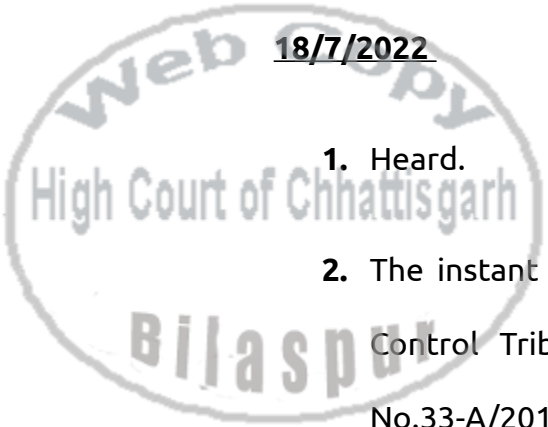 Web Copy
18/7/2022
1. Heard.
High Court of Chhattisgarh
2. The instant
Bilaspur
Control Trib
No.33-A/201